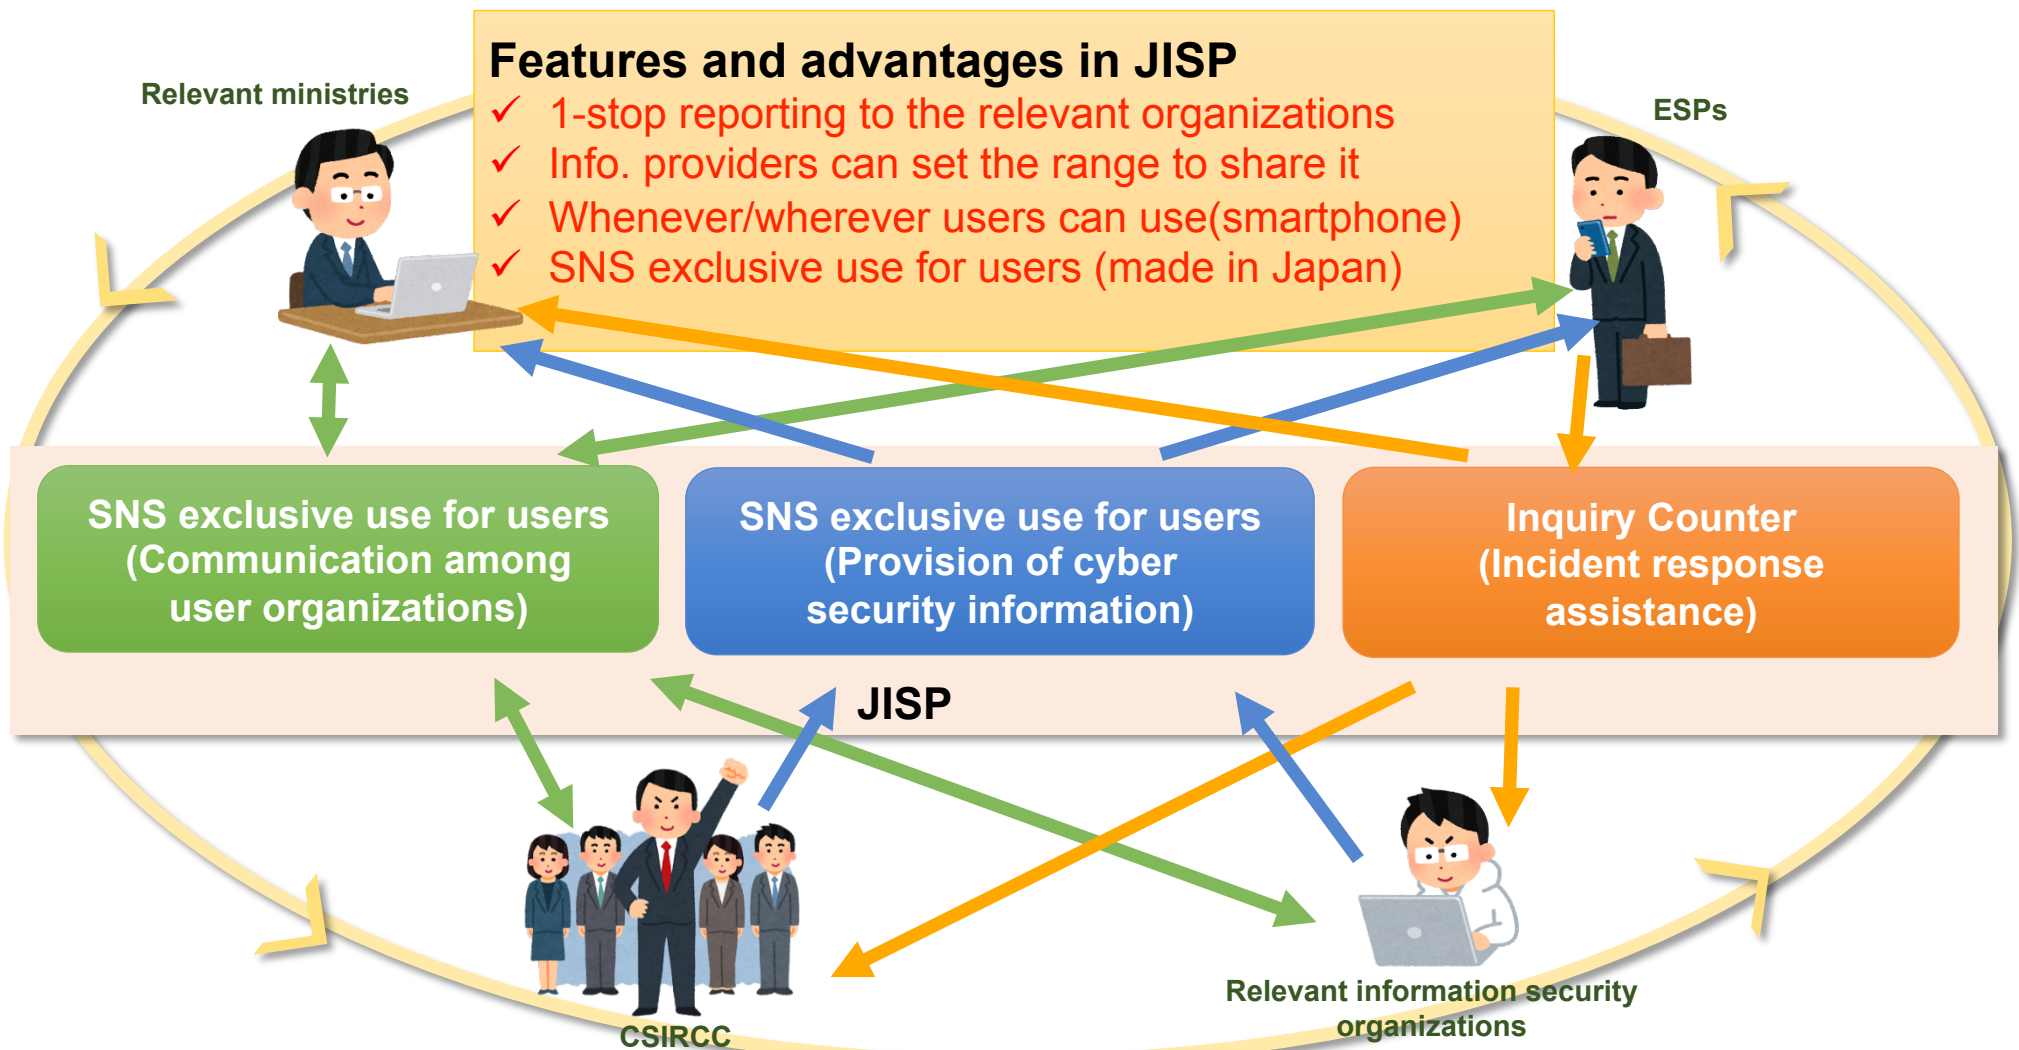 Features and advantages in JISP
✓ 1-stop reporting to the relevant organizations
✓ Info. providers can set the range to share it
✓ Whenever/wherever users can use(smartphone)
✓ SNS exclusive use for users (made in Japan)
Relevant ministries
ESPs
SNS exclusive use for users
(Communication among
user organizations)
SNS exclusive use for users
(Provision of cyber
security information)
Inquiry Counter
(Incident response
assistance)
JISP
CSIRCC
Relevant information security
organizations